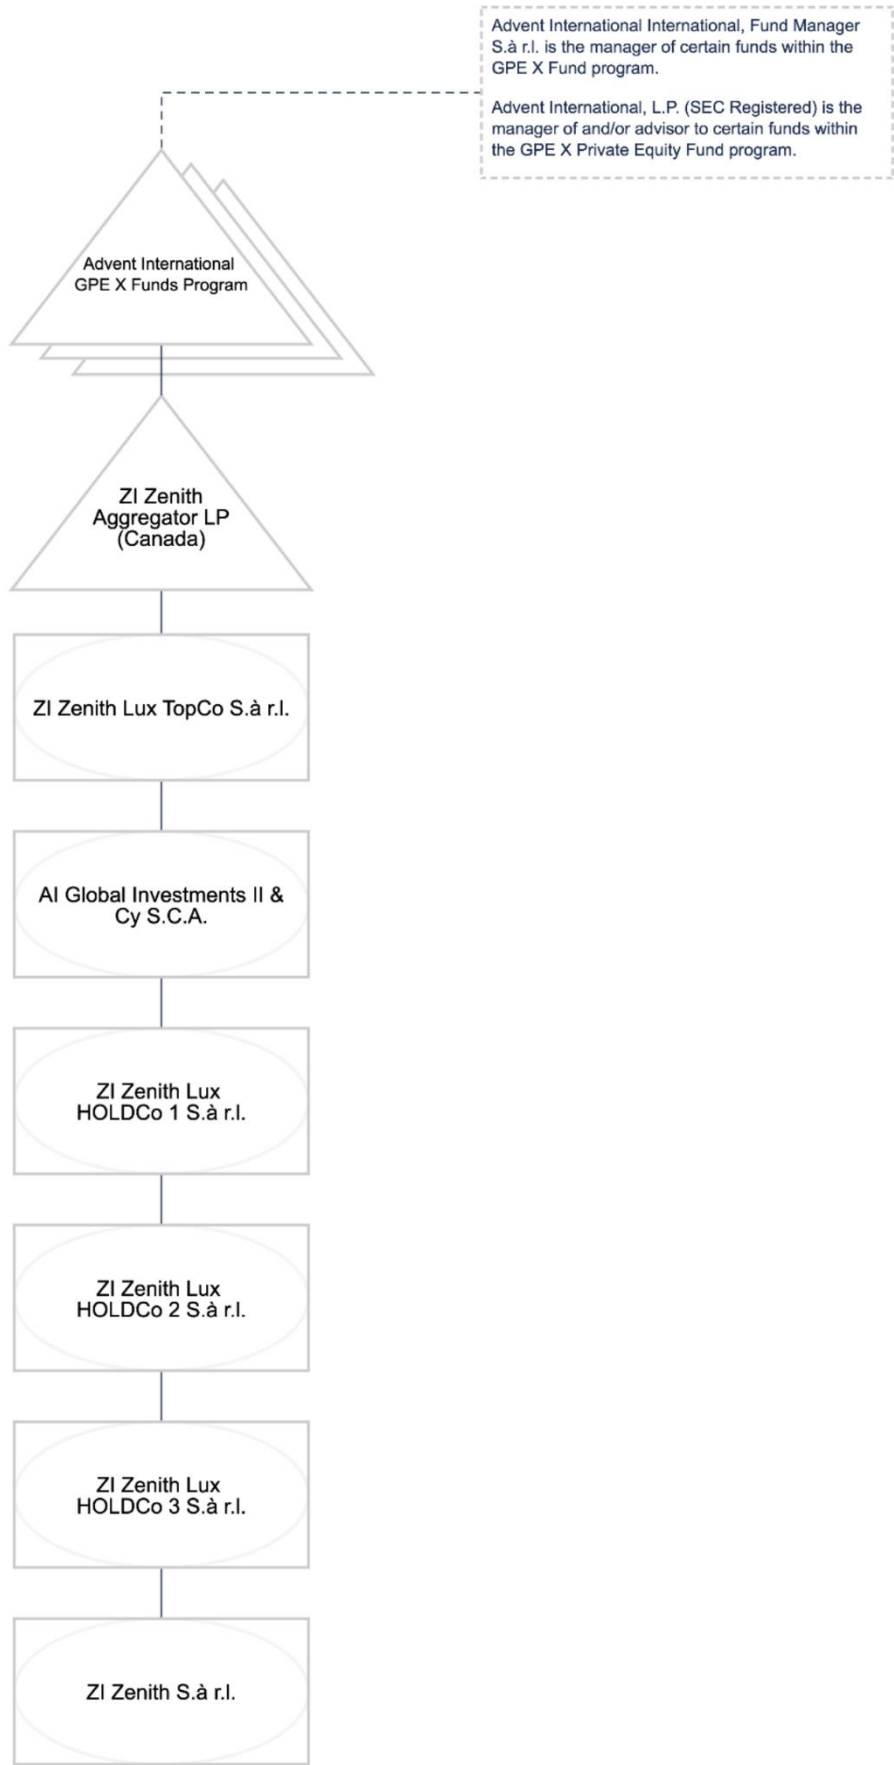 Advent International International, Fund Manager
S.à r.l. is the manager of certain funds within the
GPE X Fund program.
Advent International, L.P. (SEC Registered) is the
manager of and/or advisor to certain funds within
the GPE X Private Equity Fund program.
Advent International
GPE X Funds Program
ZI Zenith
Aggregator LP
(Canada)
ZI Zenith Lux TopCo S.à r.l.
AI Global Investments II &
Cy S.C.A.
ZI Zenith Lux
HOLDCo 1 S.à r.l.
ZI Zenith Lux
HOLDCo 2 S.à r.l.
ZI Zenith Lux
HOLDCo 3 S.à r.l.
ZI Zenith S.à r.l.